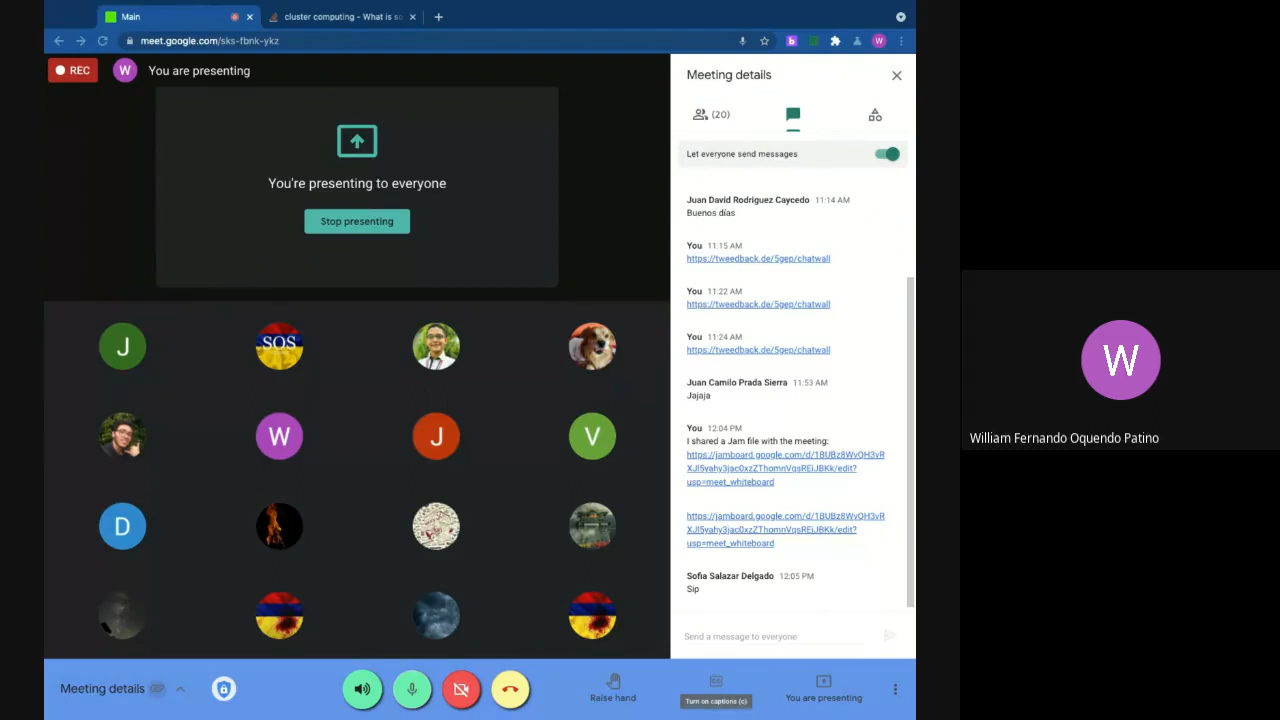 Main
cluster computing - What is so
meet.google.com/sks-fbnk-ykz
W
REC
W
You are presenting
You're presenting to everyone
Stop presenting
J
SOS
W
J
V
D
Meeting details
(20)
Let everyone send messages
Juan David Rodriguez Caycedo 11:14 AM
Buenos días
You 11:15 AM
https://tweedback.de/5gep/chatwall
You 11:22 AM
https://tweedback.de/5gep/chatwall
You 11:24 AM
https://tweedback.de/5gep/chatwall
Juan Camilo Prada Sierra 11:53 AM
Jajaja
You 12:04 PM
I shared a Jam file with the meeting:
usp=meet_whiteboard
usp=meet_whiteboard
Sofia Salazar Delgado 12:05 PM
Sip
Send a message to everyone
Meeting details
Raise hand
Turn on captions (c)
You are presenting
W
William Fernando Oquendo Patino